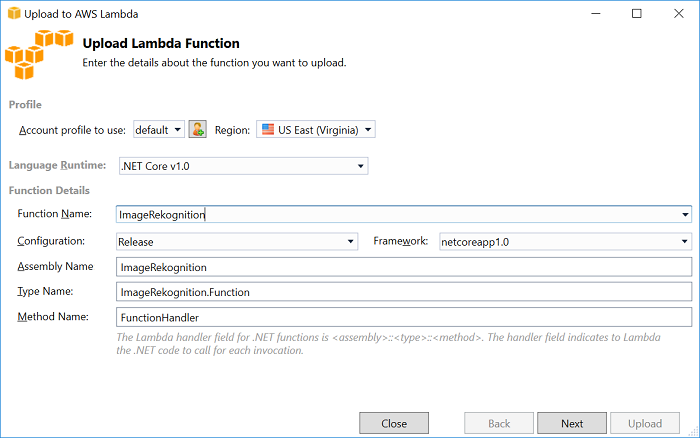 Upload to AWS Lambda
Upload Lambda Function
Enter the details about the function you want to upload.
Profile
Account profile to use: default Region: US East (Virginia)
Language Runtime: .NET Core v1.0
Function Details
Function Name: ImageRekognition
Configuration: Release Framework: netcoreapp1.0
Assembly Name ImageRekognition
Type Name: ImageRekognition.Function
Method Name: FunctionHandler
The Lambda handler field for .NET functions is <assembly>::<type>::<method>. The handler field indicates to Lambda
the .NET code to call for each invocation.
Close Back Next Upload